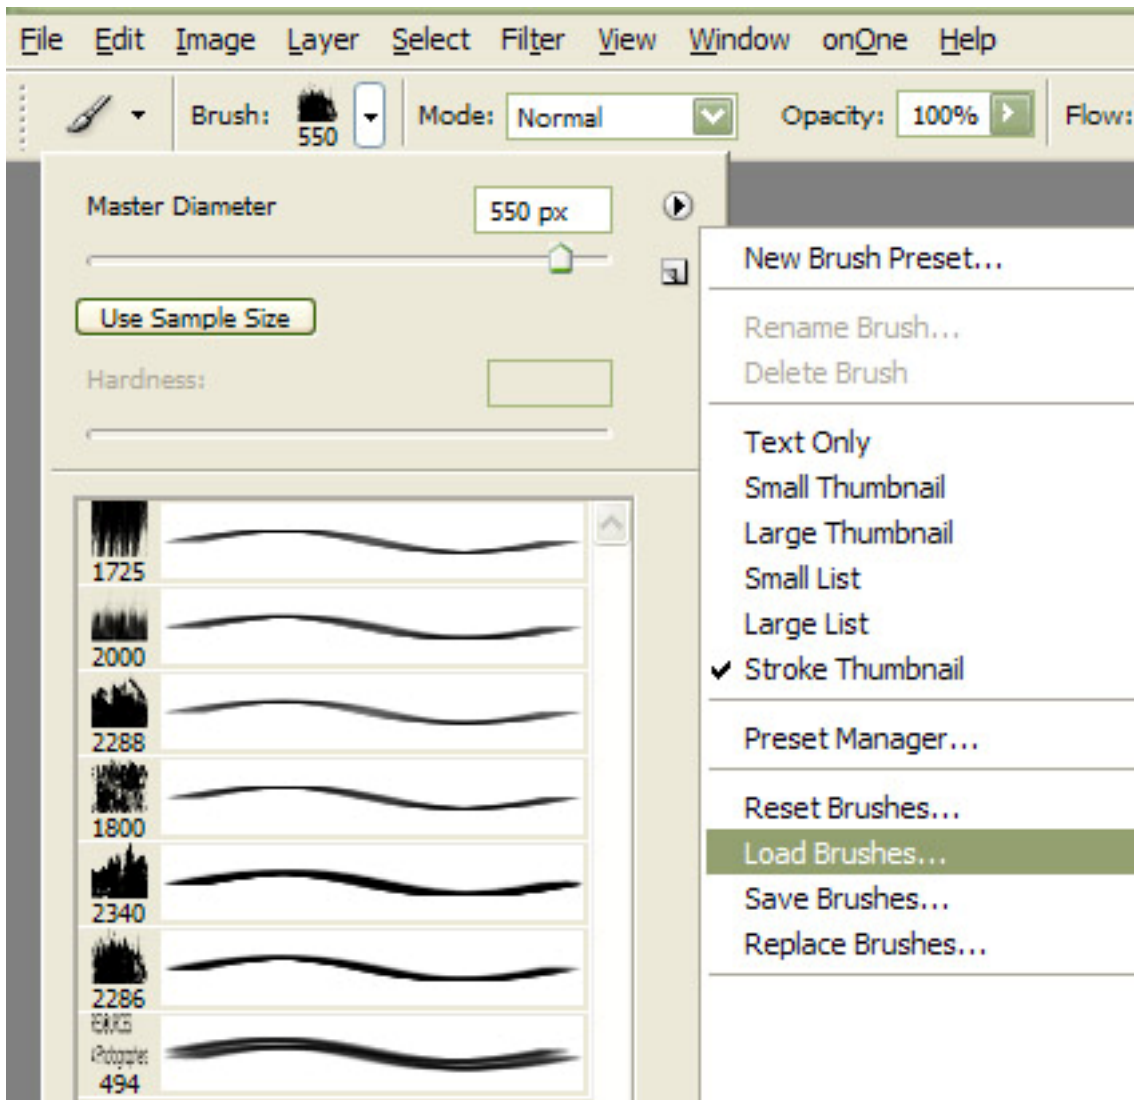 File Edit Image Layer Select Filter View Window onOne Help
Brush: 550 Mode: Normal Opacity: 100% Flow:
Master Diameter 550 px
Use Sample Size
Hardness:
1725
2000
2288
1800
2340
2286
494
New Brush Preset...
Rename Brush...
Delete Brush
Text Only
Small Thumbnail
Large Thumbnail
Small List
Large List
Stroke Thumbnail
Preset Manager...
Reset Brushes...
Load Brushes...
Save Brushes...
Replace Brushes...